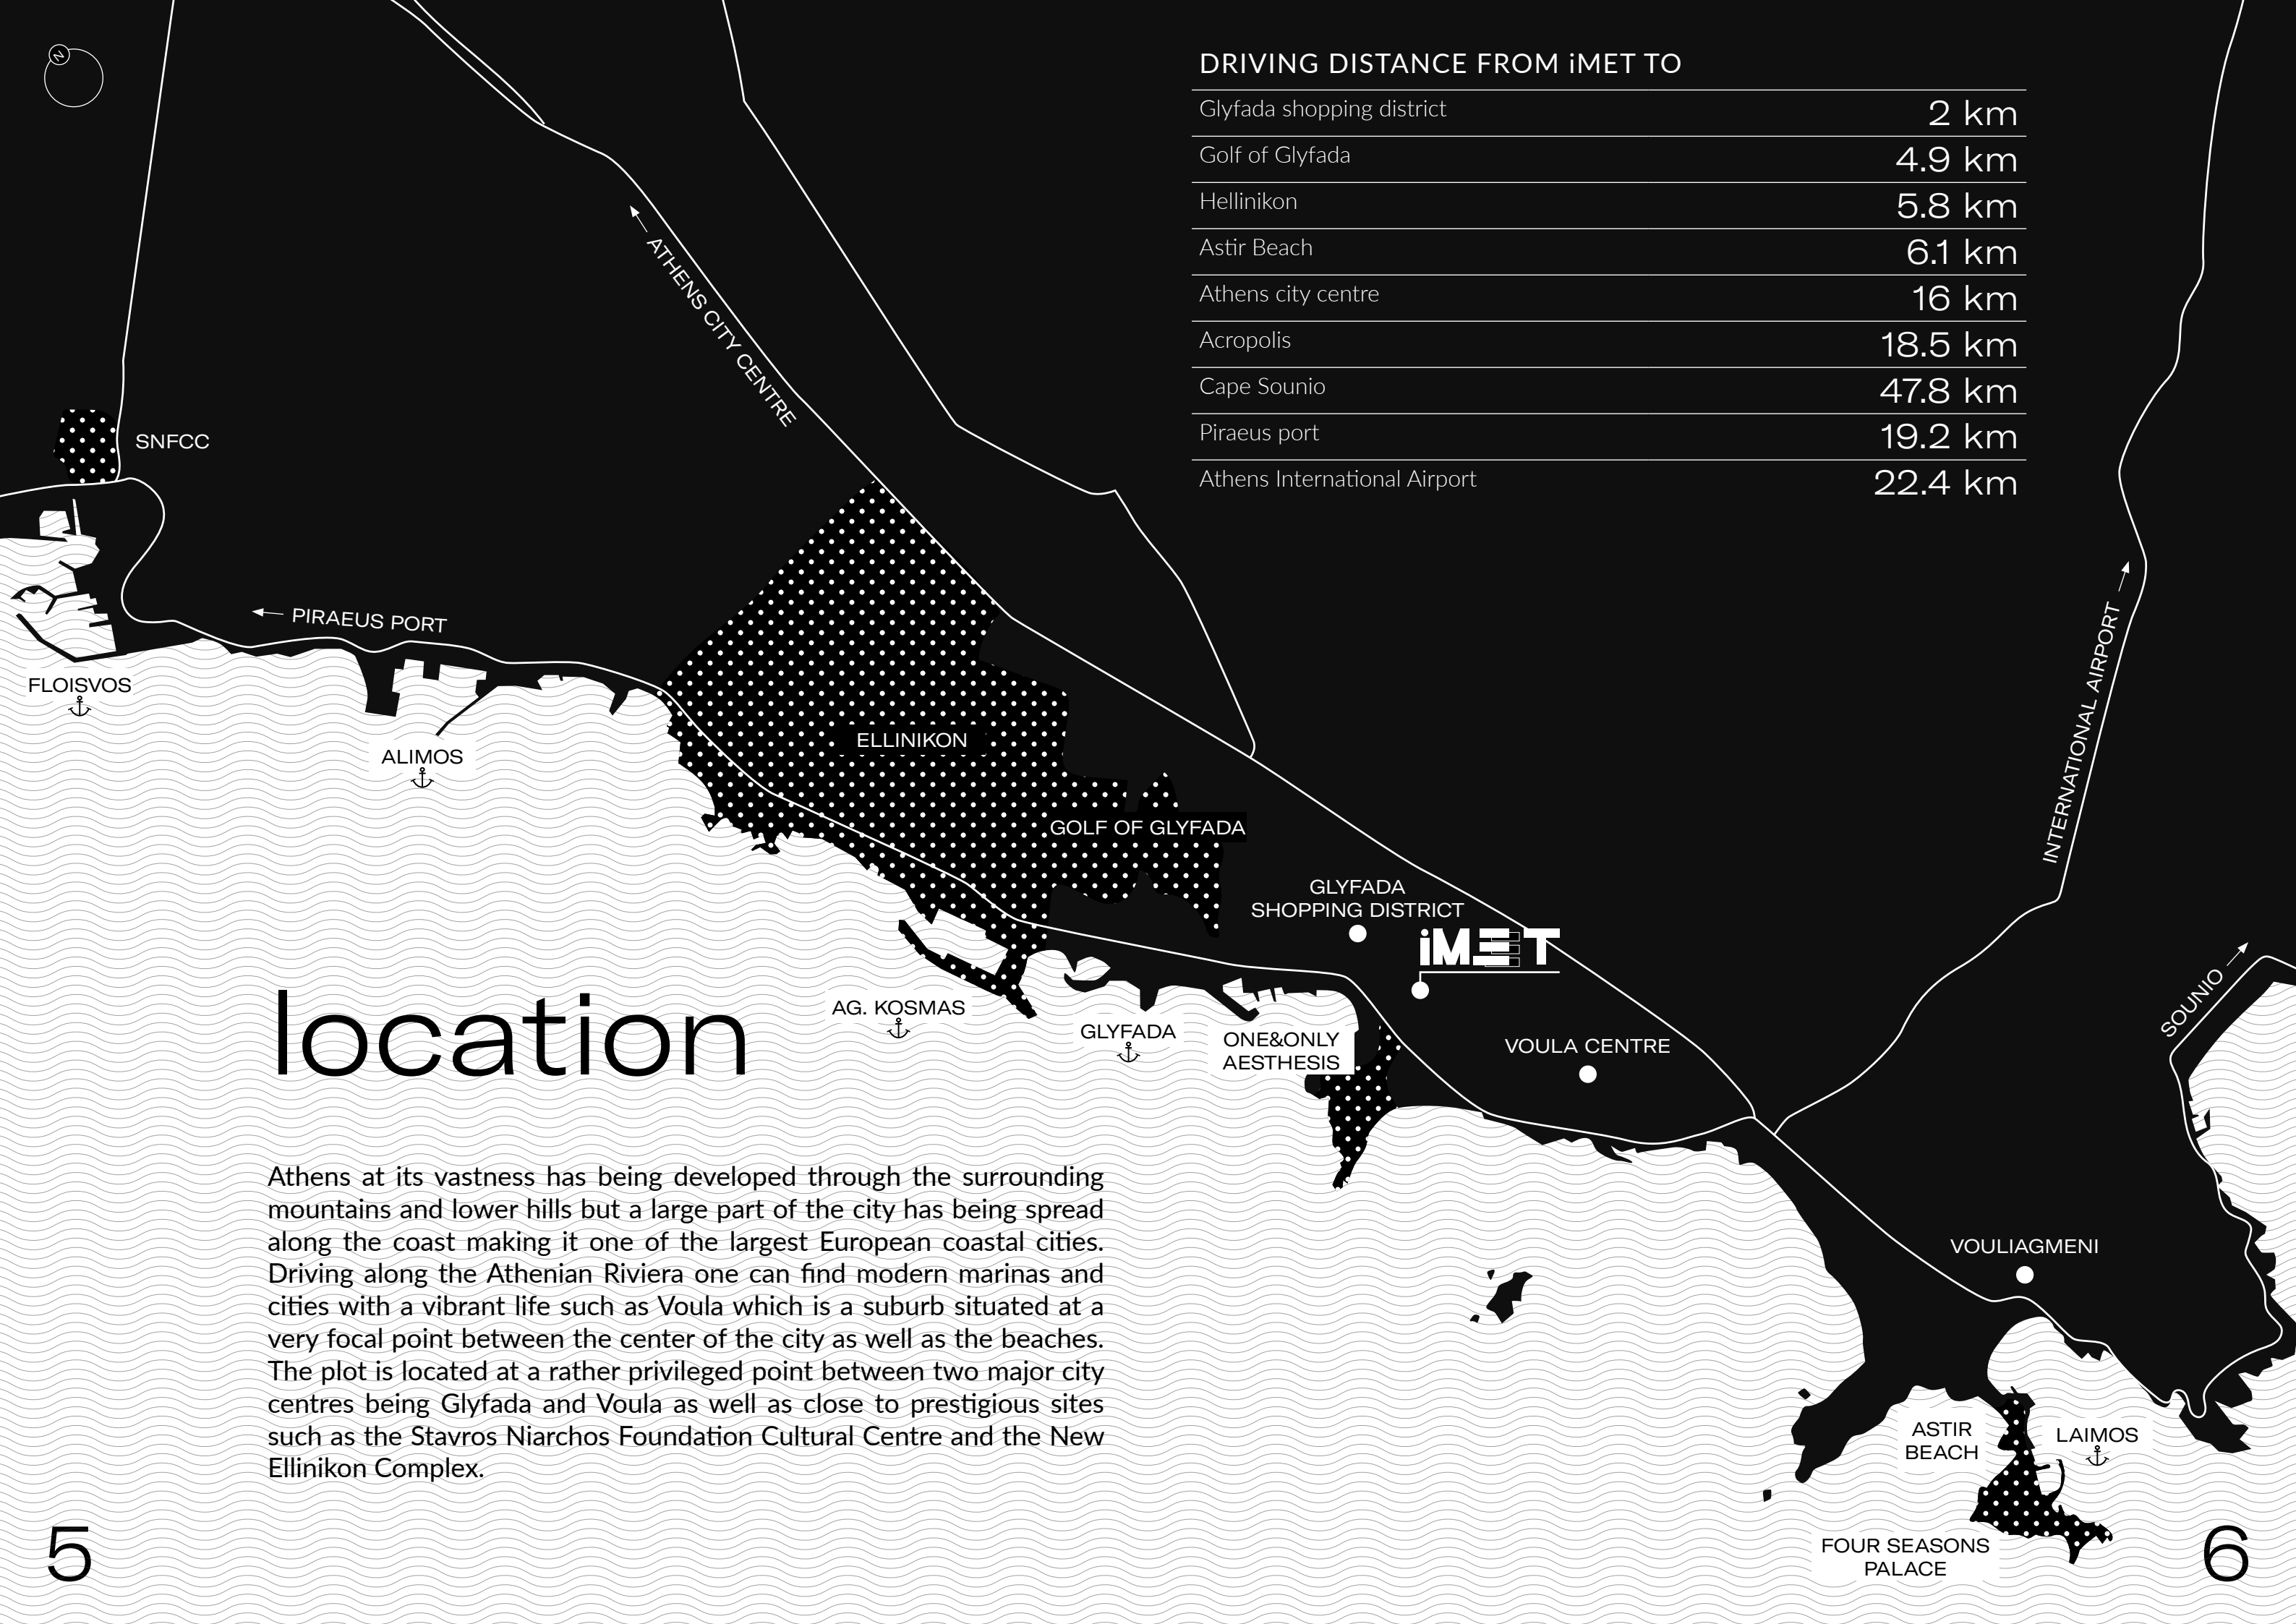 N
DRIVING DISTANCE FROM iMET TO
Glyfada shopping district 2 km
Golf of Glyfada 4.9 km
Hellinikon 5.8 km
Astir Beach 6.1 km
Athens city centre 16 km
Acropolis 18.5 km
Cape Sounio 47.8 km
Piraeus port 19.2 km
Athens International Airport 22.4 km
ATHENS CITY CENTRE
SNFCC
PIRAEUS PORT
FLOISVOS
ALIMOS
ELLINIKON
GOLF OF GLYFADA
GLYFADA
SHOPPING DISTRICT
iMET
INTERNATIONAL AIRPORT
SOUNIO
AG. KOSMAS
GLYFADA
ONE&ONLY
AESTHESIS
VOULA CENTRE
VOULIAGMENI
ASTIR
BEACH
LAIMOS
FOUR SEASONS
PALACE
location
Athens at its vastness has being developed through the surrounding
mountains and lower hills but a large part of the city has being spread
along the coast making it one of the largest European coastal cities.
Driving along the Athenian Riviera one can find modern marinas and
cities with a vibrant life such as Voula which is a suburb situated at a
very focal point between the center of the city as well as the beaches.
The plot is located at a rather privileged point between two major city
centres being Glyfada and Voula as well as close to prestigious sites
such as the Stavros Niarchos Foundation Cultural Centre and the New
Ellinikon Complex.
5
6